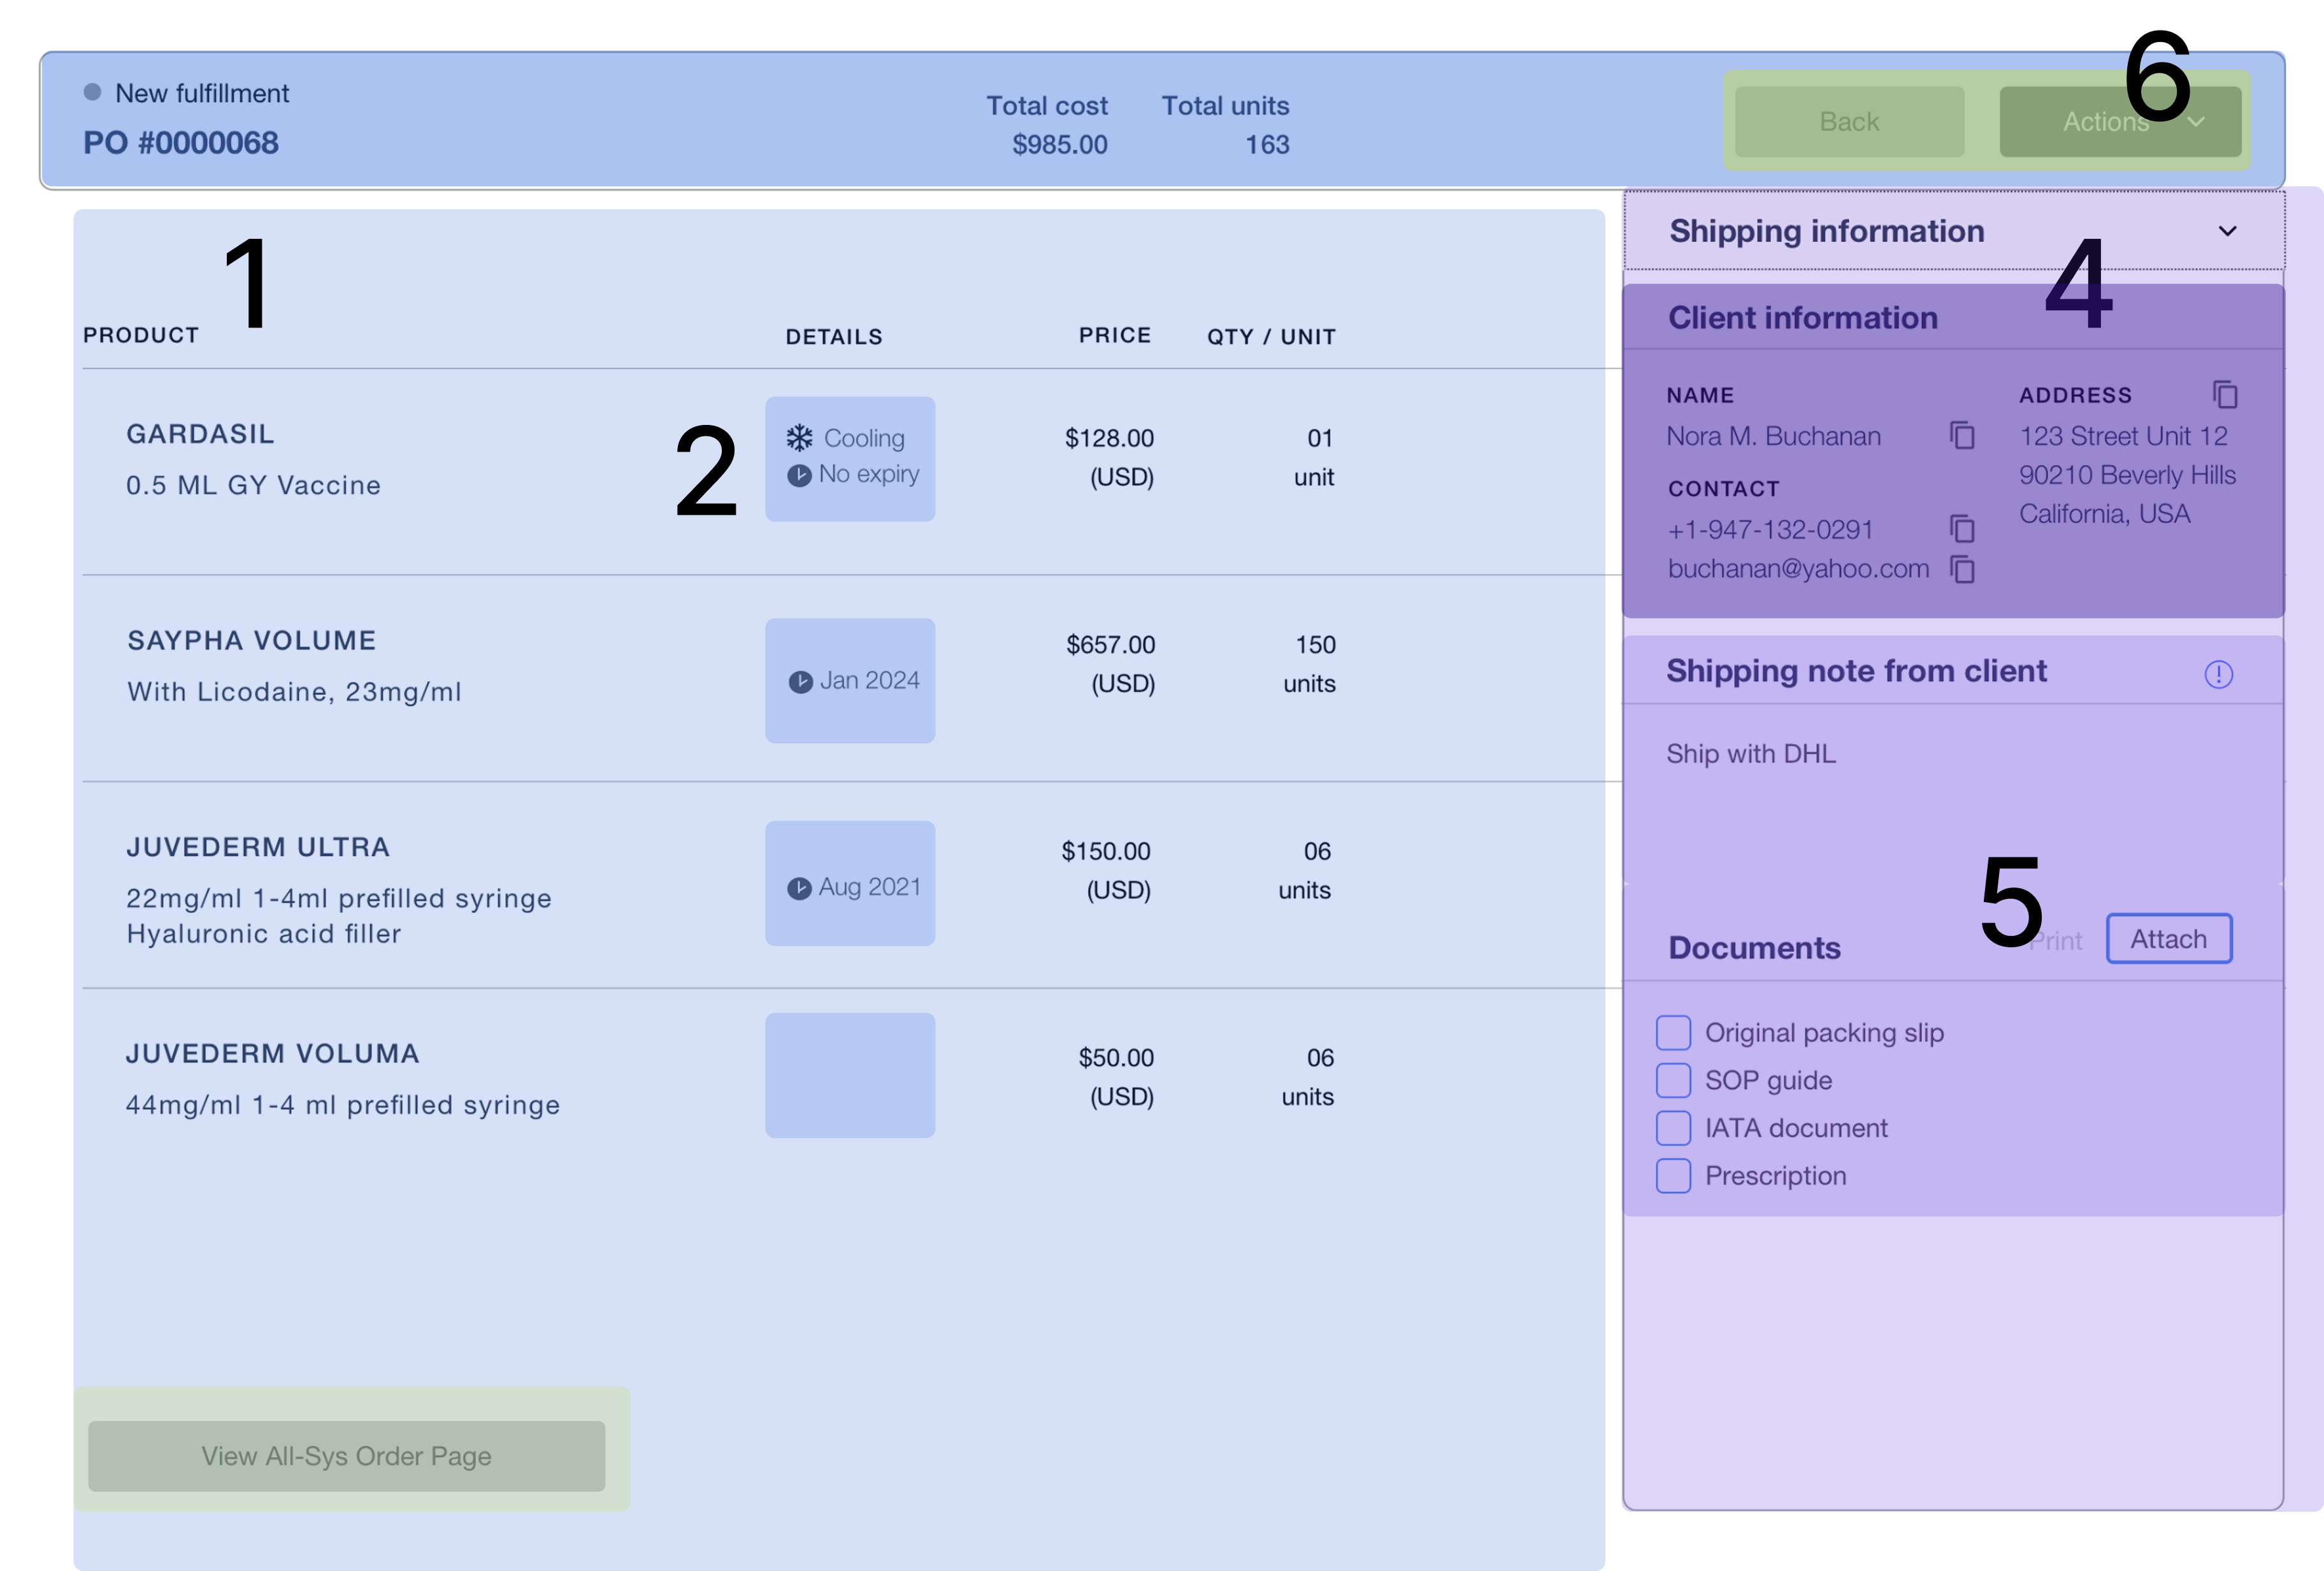 6
New fulfillment
PO #0000068
Total cost
$985.00
Total units
163
Back
Actions
1
PRODUCT
DETAILS
PRICE
QTY / UNIT
2
GARDASIL
0.5 ML GY Vaccine
Cooling
No expiry
$128.00
(USD)
01
unit
SAYPHA VOLUME
With Licodaine, 23mg/ml
Jan 2024
$657.00
(USD)
150
units
JUVEDERM ULTRA
22mg/ml 1-4ml prefilled syringe
Hyaluronic acid filler
Aug 2021
$150.00
(USD)
06
units
JUVEDERM VOLUMA
44mg/ml 1-4 ml prefilled syringe
$50.00
(USD)
06
units
View All-Sys Order Page
Shipping information
4
Client information
NAME
Nora M. Buchanan
CONTACT
+1-947-132-0291
buchanan@yahoo.com
ADDRESS
123 Street Unit 12
90210 Beverly Hills
California, USA
Shipping note from client
Ship with DHL
5
Documents
Print
Attach
Original packing slip
SOP guide
IATA document
Prescription